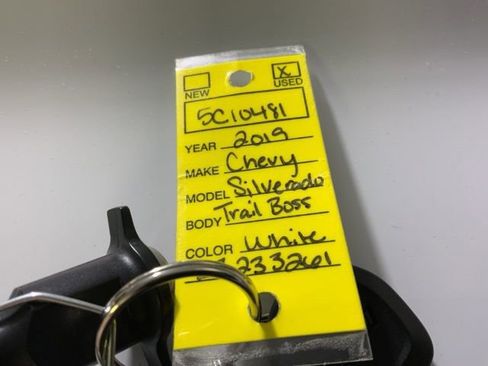 NEW X USED
5C10481
YEAR 2019
MAKE Chevy
MODEL Silverado
BODY Trail Boss
COLOR White
233261